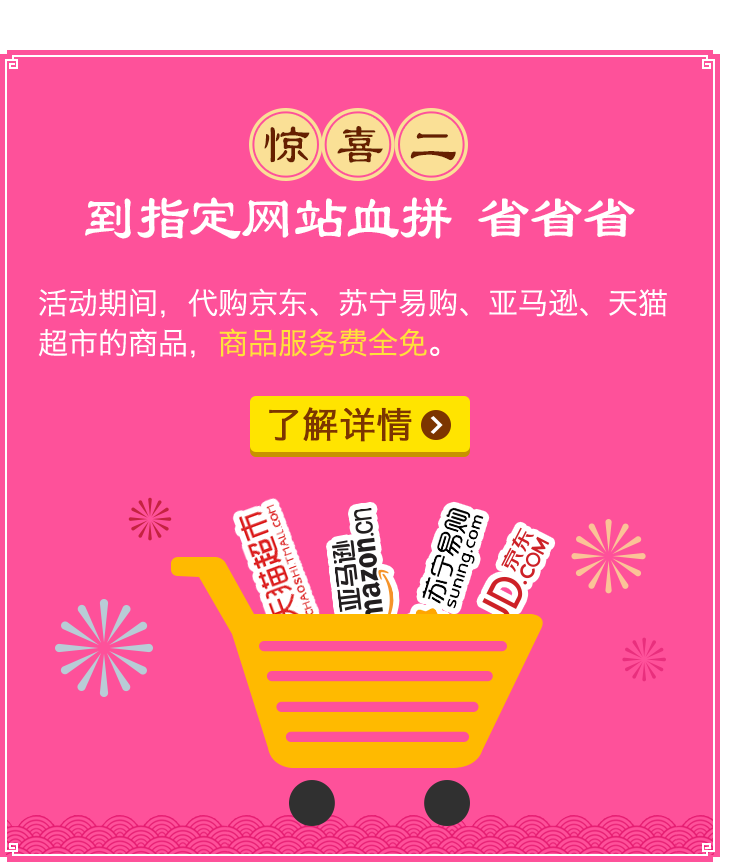 惊喜二
到指定网站血拼 省省省
活动期间，代购京东、苏宁易购、亚马逊、天猫
超市的商品，商品服务费全免。
了解详情
天猫超市
CHAOSHI.TMALL.com
亚马逊
mazon.cn
苏宁易购
suning.com
京东
JD.COM